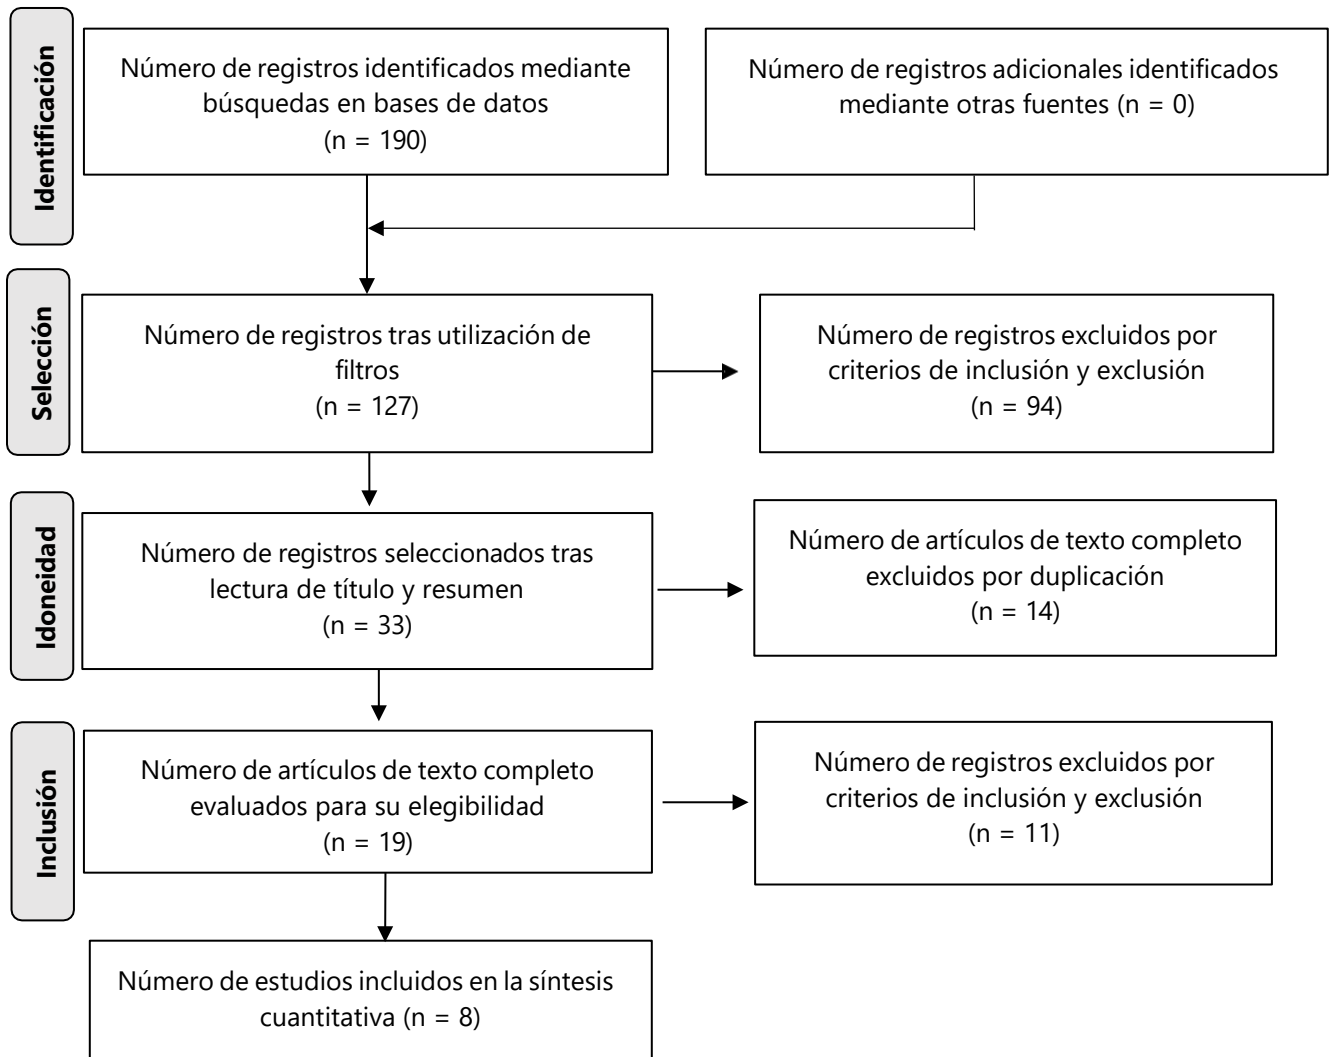 Identificación
Número de registros identificados mediante
búsquedas en bases de datos
(n = 190)
Número de registros adicionales identificados
mediante otras fuentes (n = 0)
Selección
Número de registros tras utilización de
filtros
(n = 127)
Número de registros excluidos por
criterios de inclusión y exclusión
(n = 94)
Idoneidad
Número de registros seleccionados tras
lectura de título y resumen
(n = 33)
Número de artículos de texto completo
excluidos por duplicación
(n = 14)
Inclusión
Número de artículos de texto completo
evaluados para su elegibilidad
(n = 19)
Número de registros excluidos por
criterios de inclusión y exclusión
(n = 11)
Número de estudios incluidos en la síntesis
cuantitativa (n = 8)